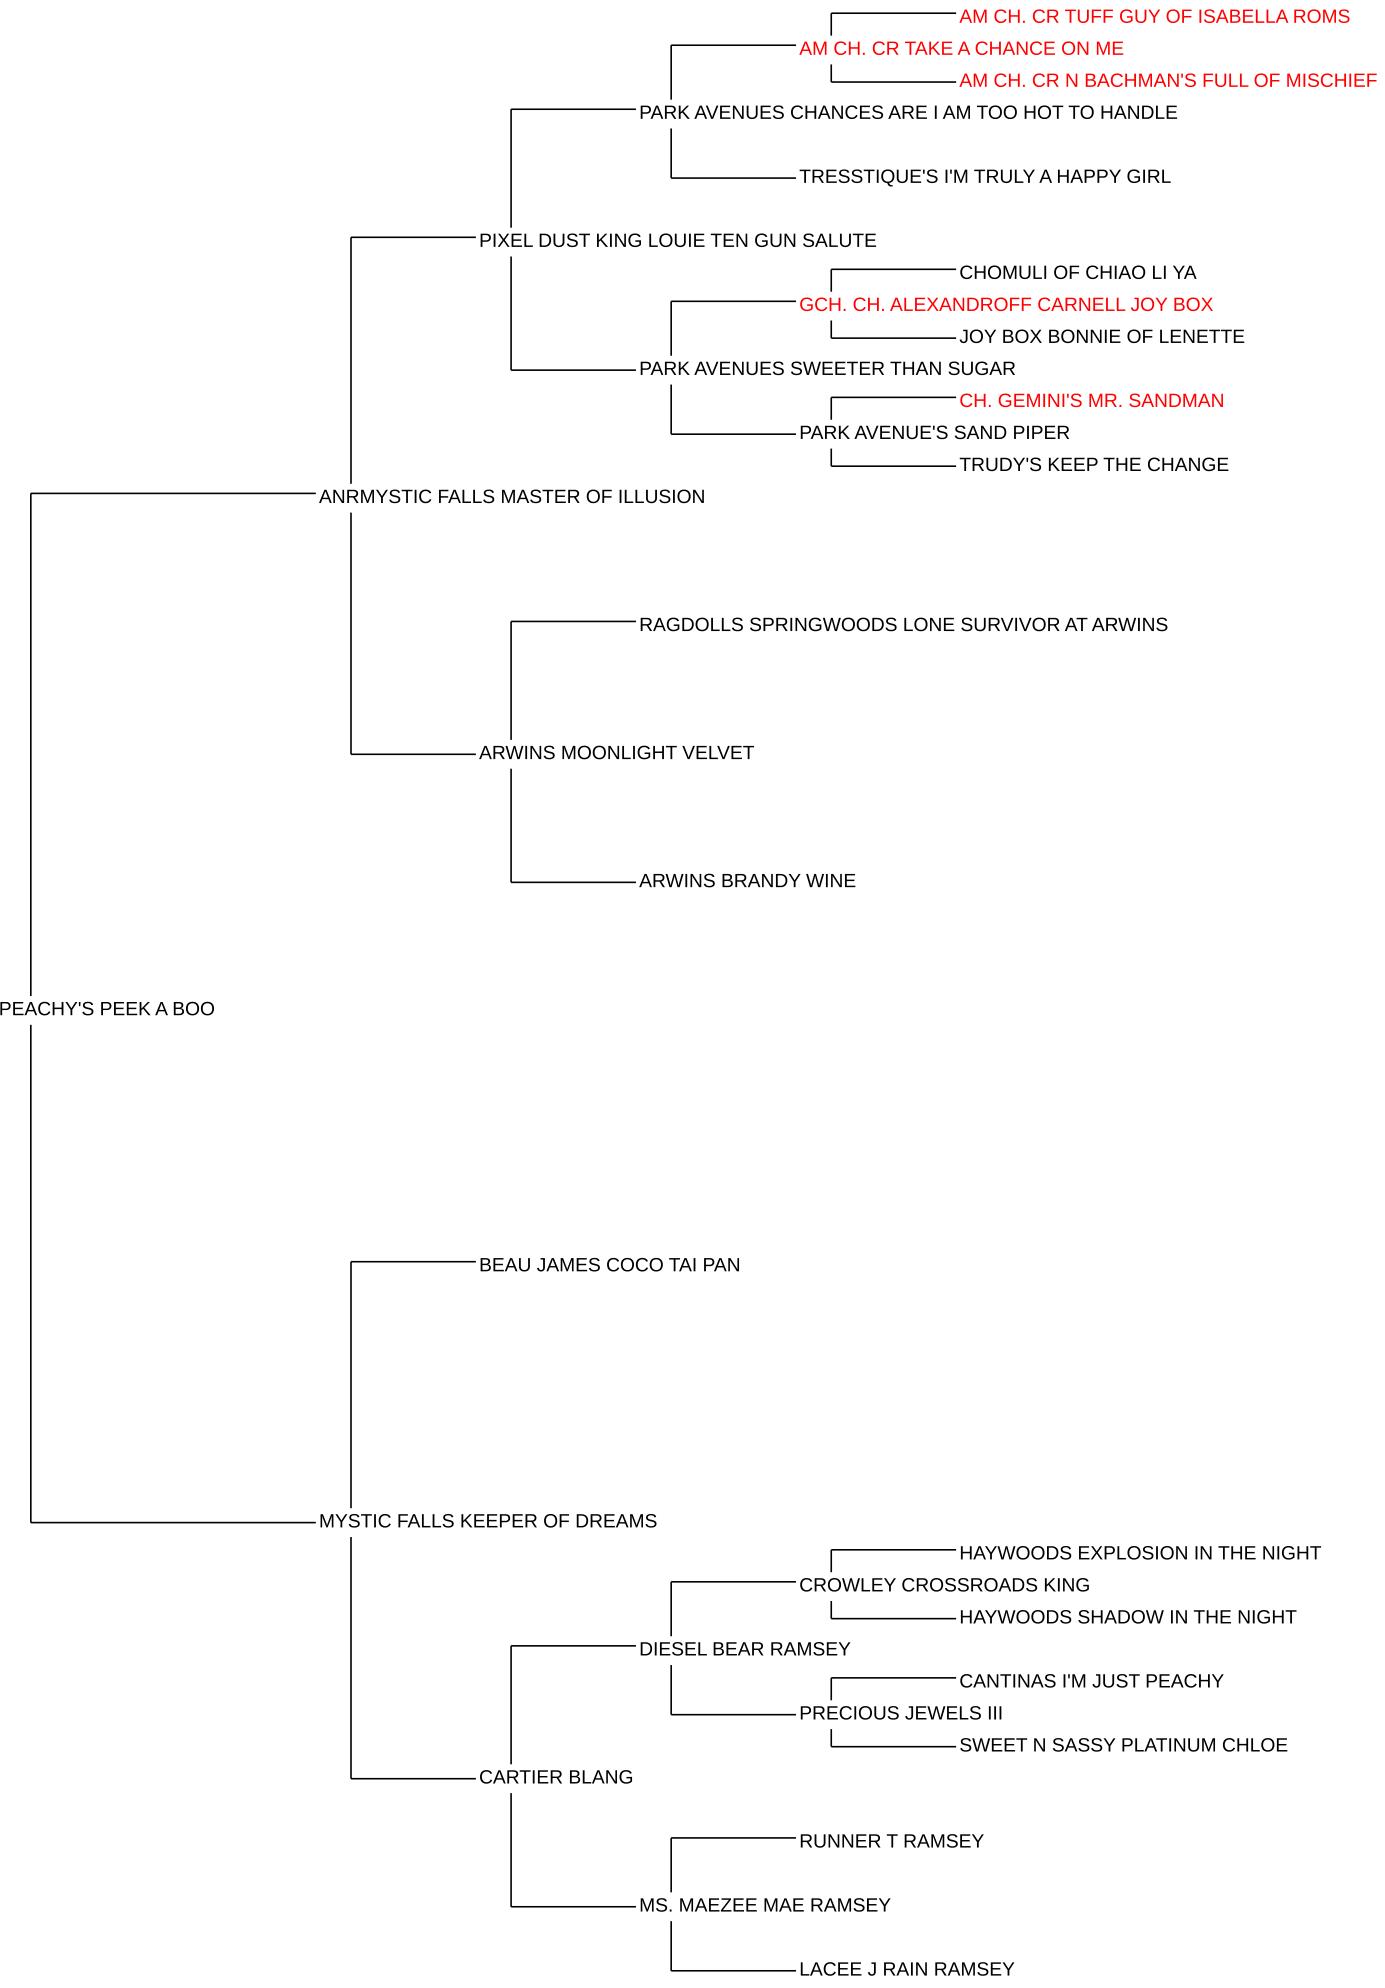 AM CH. CR TUFF GUY OF ISABELLA ROMS
AM CH. CR TAKE A CHANCE ON ME
AM CH. CR N BACHMAN'S FULL OF MISCHIEF
PARK AVENUES CHANCES ARE I AM TOO HOT TO HANDLE
TRESSTIQUE'S I'M TRULY A HAPPY GIRL
PIXEL DUST KING LOUIE TEN GUN SALUTE
CHOMULI OF CHIAO LI YA
GCH. CH. ALEXANDROFF CARNELL JOY BOX
JOY BOX BONNIE OF LENETTE
PARK AVENUES SWEETER THAN SUGAR
CH. GEMINI'S MR. SANDMAN
PARK AVENUE'S SAND PIPER
TRUDY'S KEEP THE CHANGE
ANRMYSTIC FALLS MASTER OF ILLUSION
RAGDOLLS SPRINGWOODS LONE SURVIVOR AT ARWINS
ARWINS MOONLIGHT VELVET
ARWINS BRANDY WINE
PEACHY'S PEEK A BOO
BEAU JAMES COCO TAI PAN
MYSTIC FALLS KEEPER OF DREAMS
HAYWOODS EXPLOSION IN THE NIGHT
CROWLEY CROSSROADS KING
HAYWOODS SHADOW IN THE NIGHT
DIESEL BEAR RAMSEY
CANTINAS I'M JUST PEACHY
PRECIOUS JEWELS III
SWEET N SASSY PLATINUM CHLOE
CARTIER BLANG
RUNNER T RAMSEY
MS. MAEZEE MAE RAMSEY
LACEE J RAIN RAMSEY